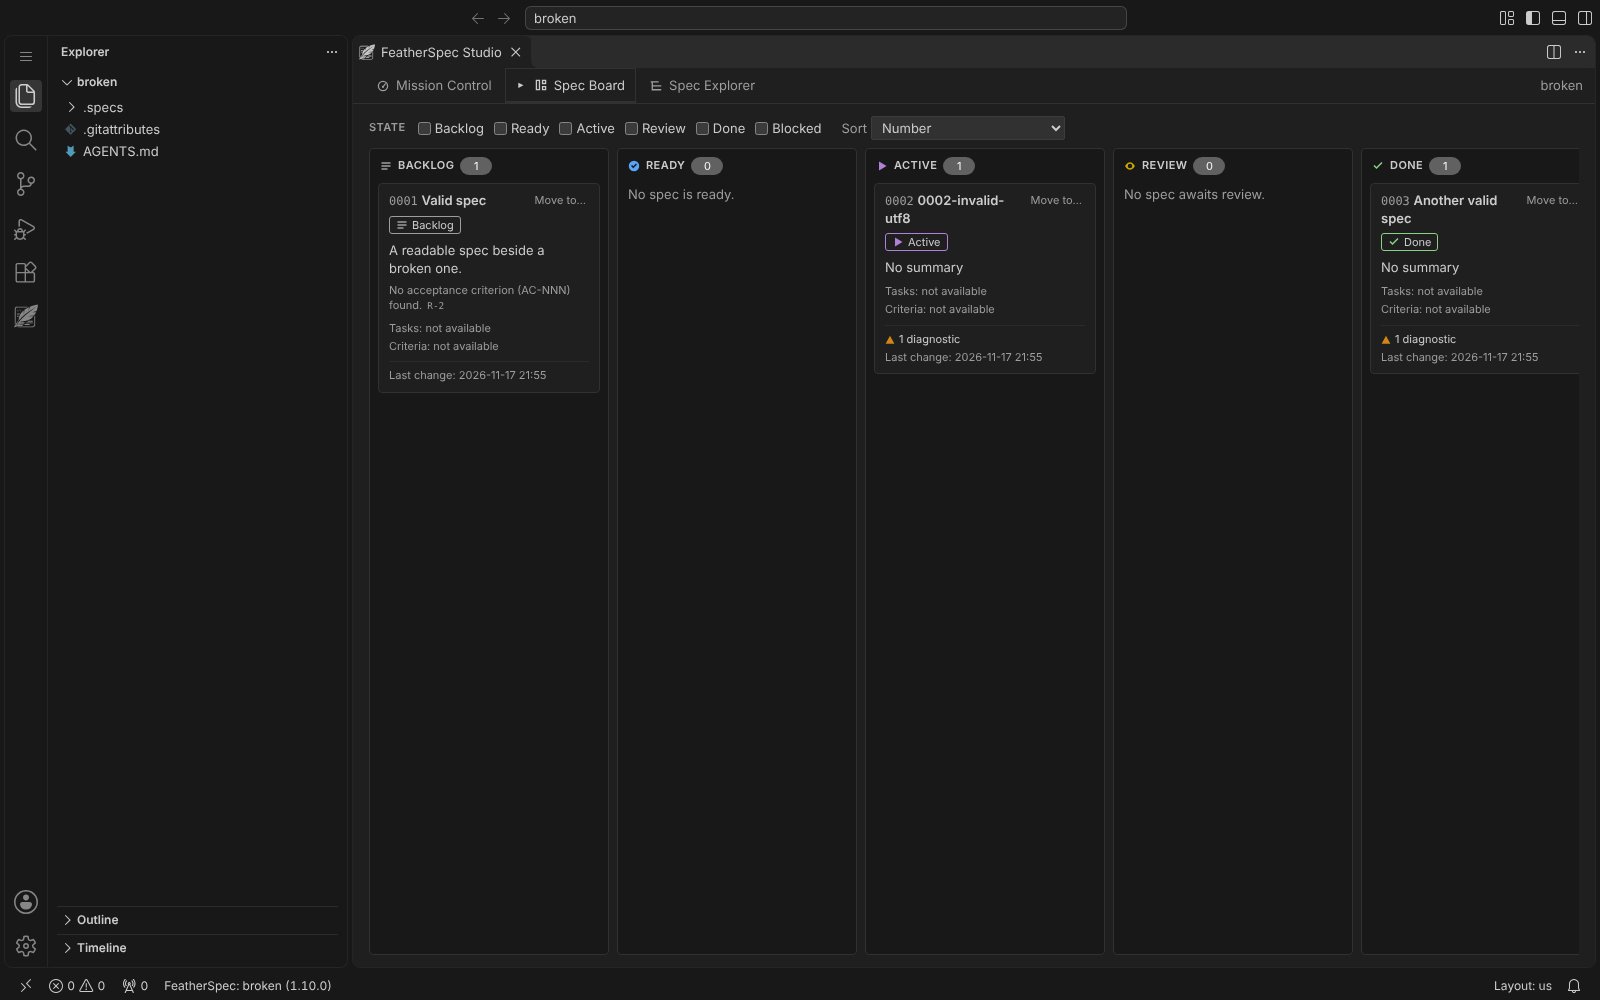 broken
Explorer
broken
.specs
.gitattributes
AGENTS.md
Outline
Timeline
FeatherSpec Studio
Mission Control
Spec Board
Spec Explorer
broken
STATE
Backlog
Ready
Active
Review
Done
Blocked
Sort
Number
BACKLOG 1
0001 Valid spec
Move to...
Backlog
A readable spec beside a
broken one.
No acceptance criterion (AC-NNN)
found. R-2
Tasks: not available
Criteria: not available
Last change: 2026-11-17 21:55
READY 0
No spec is ready.
ACTIVE 1
0002 0002-invalid-
utf8
Move to...
Active
No summary
Tasks: not available
Criteria: not available
1 diagnostic
Last change: 2026-11-17 21:55
REVIEW 0
No spec awaits review.
DONE 1
0003 Another valid
spec
Move to...
Done
No summary
Tasks: not available
Criteria: not available
1 diagnostic
Last change: 2026-11-17 21:55
0 0 0
FeatherSpec: broken (1.10.0)
Layout: us